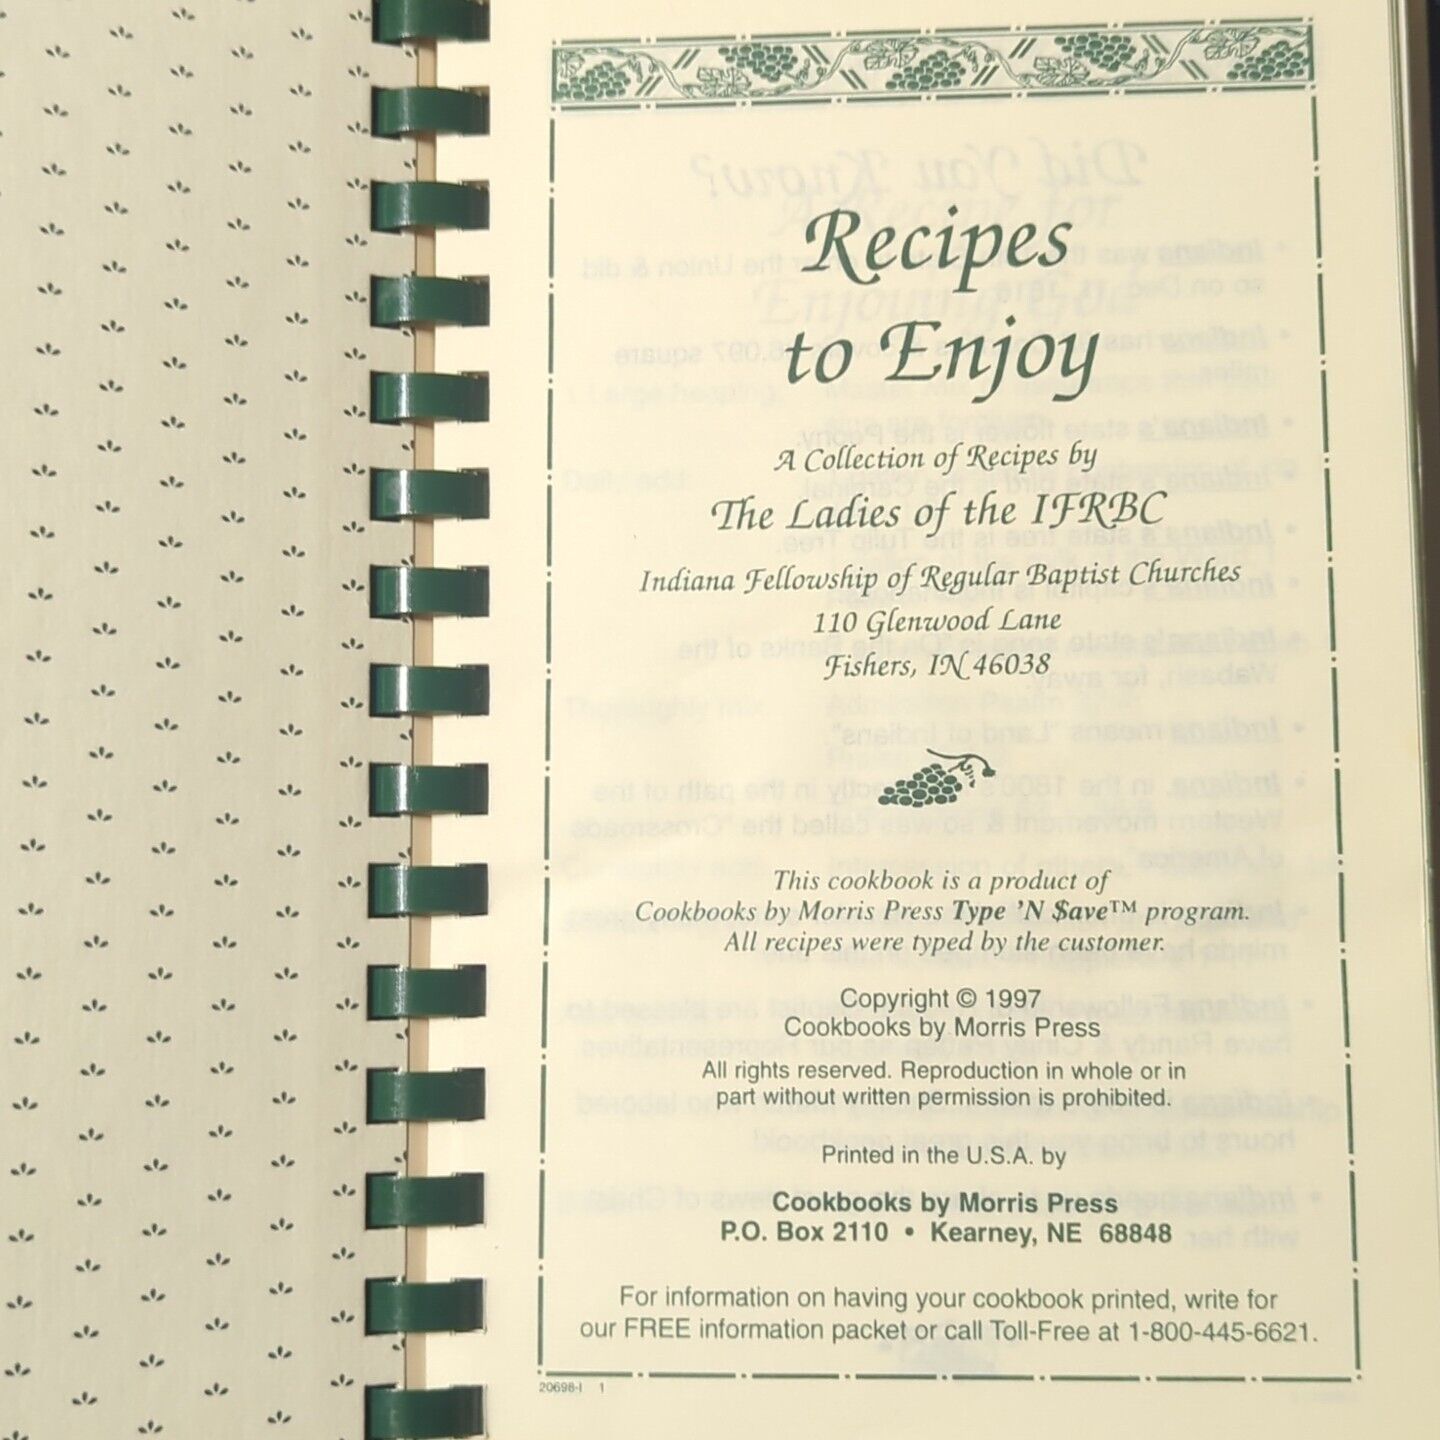 Recipes
to Enjoy
A Collection of Recipes by
The Ladies of the IFRBC
Indiana Fellowship of Regular Baptist Churches
110 Glenwood Lane
Fishers, IN 46038
This cookbook is a product of
Cookbooks by Morris Press Type 'N $ave™ program.
All recipes were typed by the customer.
Copyright © 1997
Cookbooks by Morris Press
All rights reserved. Reproduction in whole or in
part without written permission is prohibited.
Printed in the U.S.A. by
Cookbooks by Morris Press
P.O. Box 2110 • Kearney, NE 68848
For information on having your cookbook printed, write for
our FREE information packet or call Toll-Free at 1-800-445-6621.
20698-I 1